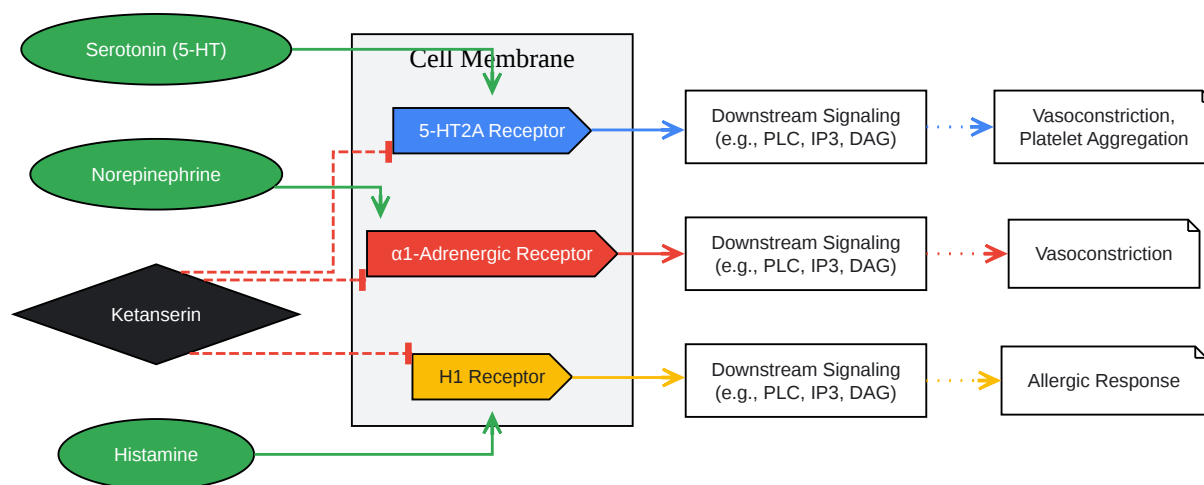 Serotonin (5-HT)
Cell Membrane
5-HT2A Receptor
Downstream Signaling
(e.g., PLC, IP3, DAG)
Vasoconstriction,
Platelet Aggregation
Norepinephrine
α1-Adrenergic Receptor
Downstream Signaling
(e.g., PLC, IP3, DAG)
Vasoconstriction
Ketanserin
H1 Receptor
Downstream Signaling
(e.g., PLC, IP3, DAG)
Allergic Response
Histamine